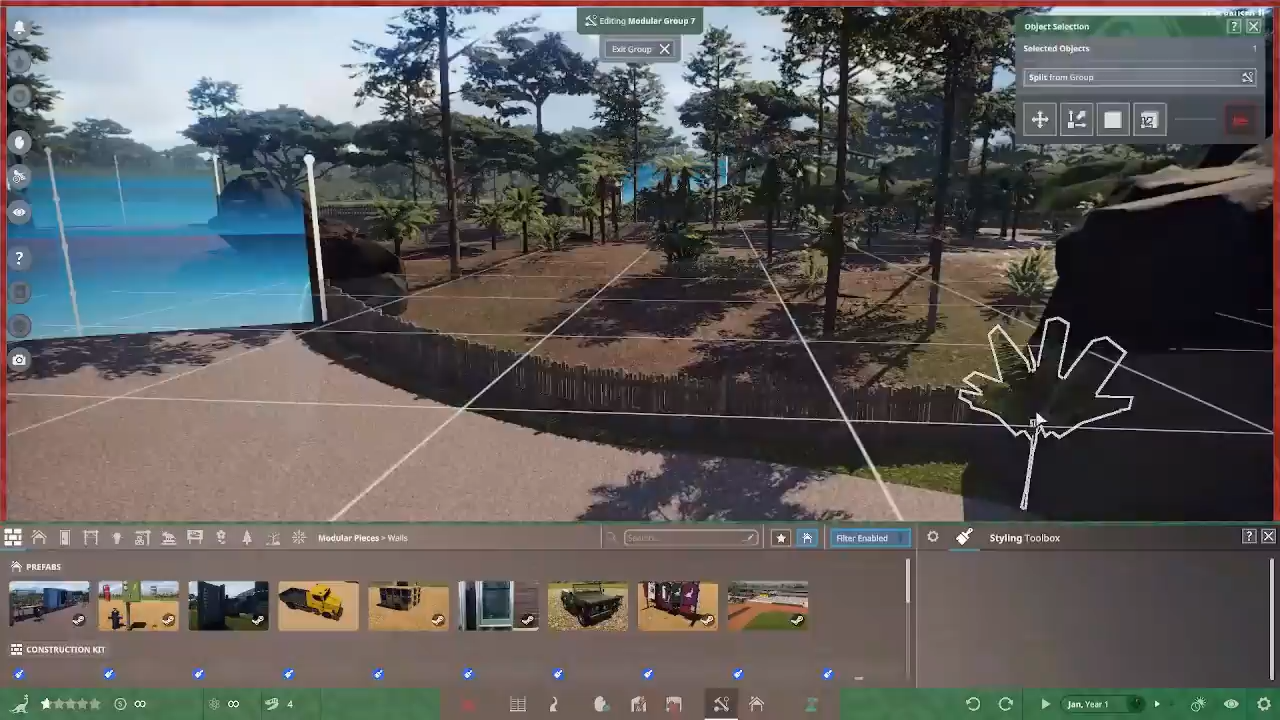 Editing Modular Group 7
Exit Group
Object Selection
?
Selected Objects
1
Split from Group
?
Modular Pieces > Walls
Search...
Filter Enabled
Styling Toolbox
?
PREFABS
CONSTRUCTION KIT
4
Jan, Year 1